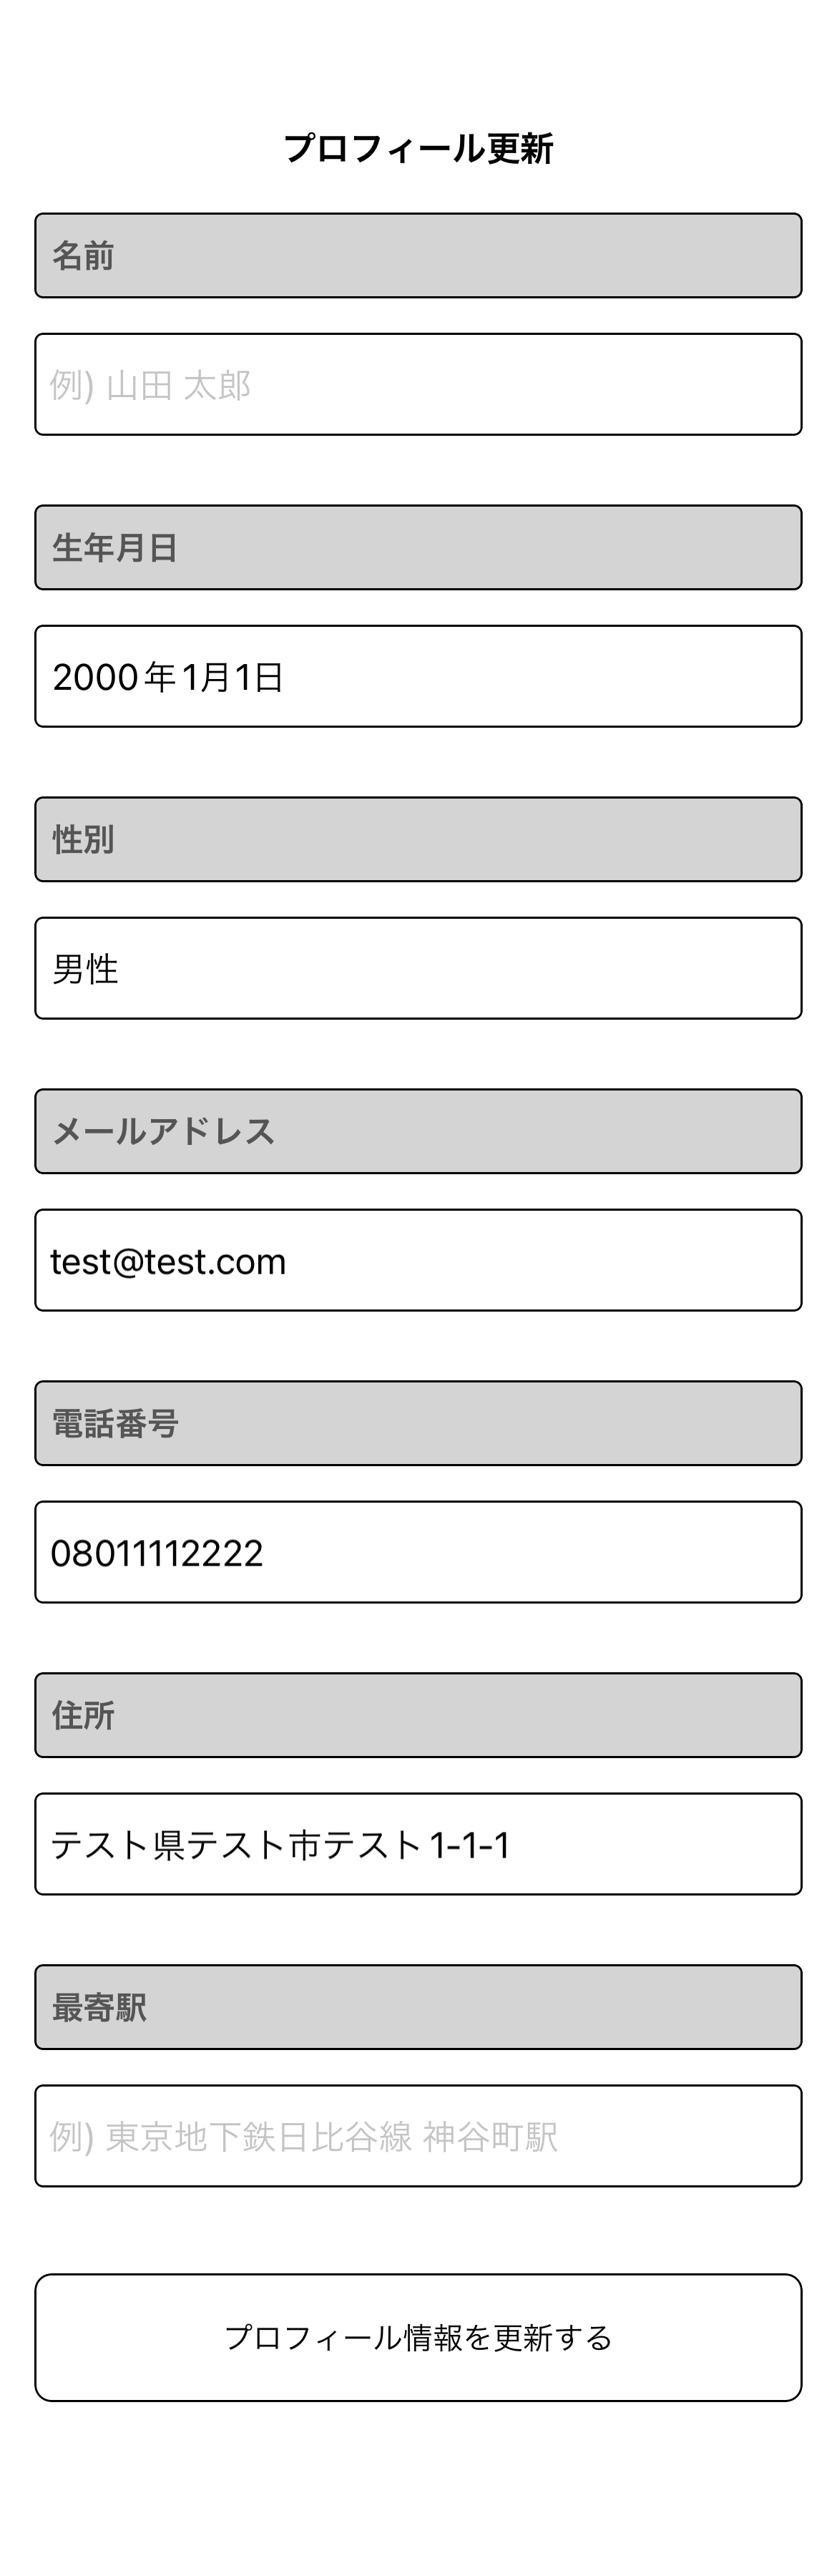 プロフィール更新
名前
例) 山田 太郎
生年月日
2000年1月1日
性別
男性
メールアドレス
test@test.com
電話番号
08011112222
住所
テスト県テスト市テスト1-1-1
最寄駅
例) 東京地下鉄日比谷線 神谷町駅
プロフィール情報を更新する